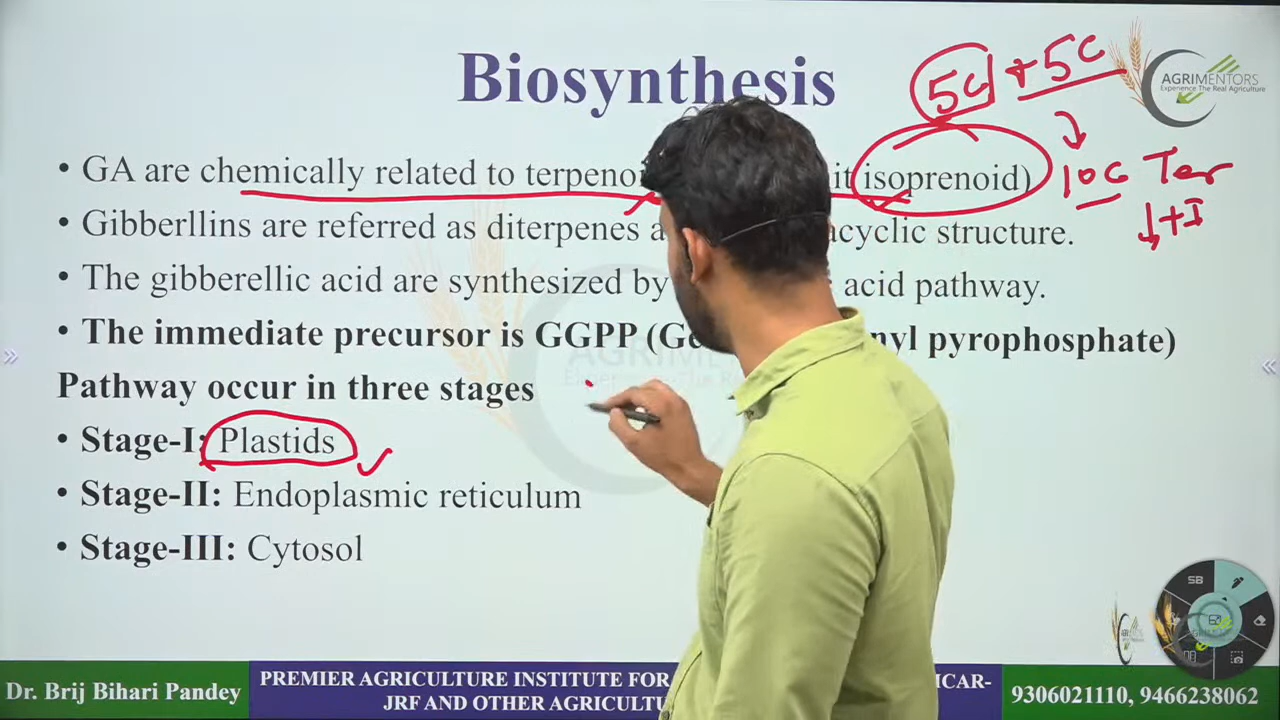 Biosynthesis
5C + 5C
AGRIMENTORS
Experience The Real Agriculture
• GA are chemically related to terpeno it isoprenoid)
10C Ter
↓+I
• Gibberllins are referred as diterpenes a acyclic structure.
• The gibberellic acid are synthesized by acid pathway.
• The immediate precursor is GGPP (Ge nyl pyrophosphate)
Pathway occur in three stages
• Stage-I: Plastids
• Stage-II: Endoplasmic reticulum
• Stage-III: Cytosol
SB
Dr. Brij Bihari Pandey
PREMIER AGRICULTURE INSTITUTE FOR ICAR-
JRF AND OTHER AGRICULTU
9306021110, 9466238062